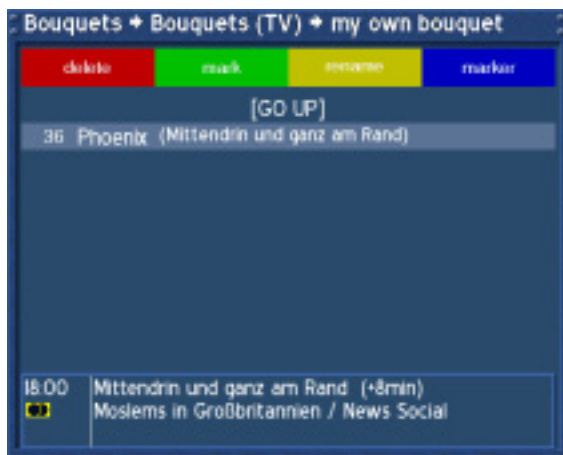 Bouquets → Bouquets (TV) → my own bouquet
delete mark rename marker
[GO UP]
36 Phoenix (Mittendrin und ganz am Rand)
18:00 Mittendrin und ganz am Rand (+8min)
Moslems in Großbritannien / News Social